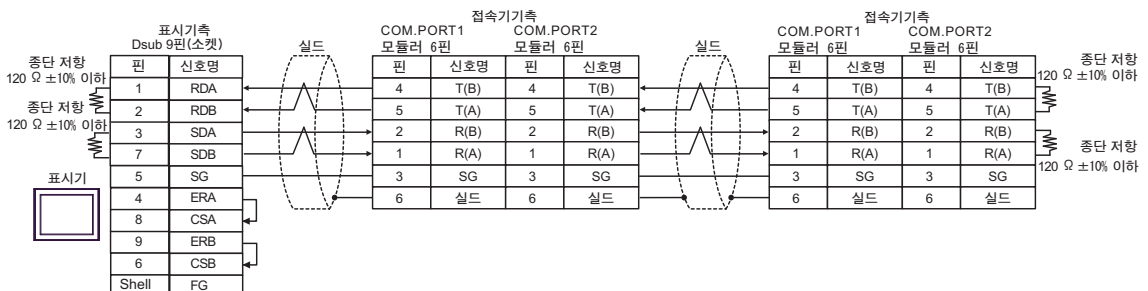 표시기측
Dsub 9핀(소켓)
핀 신호명
1 RDA
2 RDB
3 SDA
7 SDB
5 SG
4 ERA
8 CSA
9 ERB
6 CSB
Shell FG
종단 저항
120 Ω ±10% 이하
종단 저항
120 Ω ±10% 이하
표시기
실드
접속기기측
COM.PORT1 COM.PORT2
모듈러 6핀 모듈러 6핀
핀 신호명 핀 신호명
4 T(B) 4 T(B)
5 T(A) 5 T(A)
2 R(B) 2 R(B)
1 R(A) 1 R(A)
3 SG 3 SG
6 실드 6 실드
실드
접속기기측
COM.PORT1 COM.PORT2
모듈러 6핀 모듈러 6핀
핀 신호명 핀 신호명
4 T(B) 4 T(B)
5 T(A) 5 T(A)
2 R(B) 2 R(B)
1 R(A) 1 R(A)
3 SG 3 SG
6 실드 6 실드
종단 저항
120 Ω ±10% 이하
종단 저항
120 Ω ±10% 이하